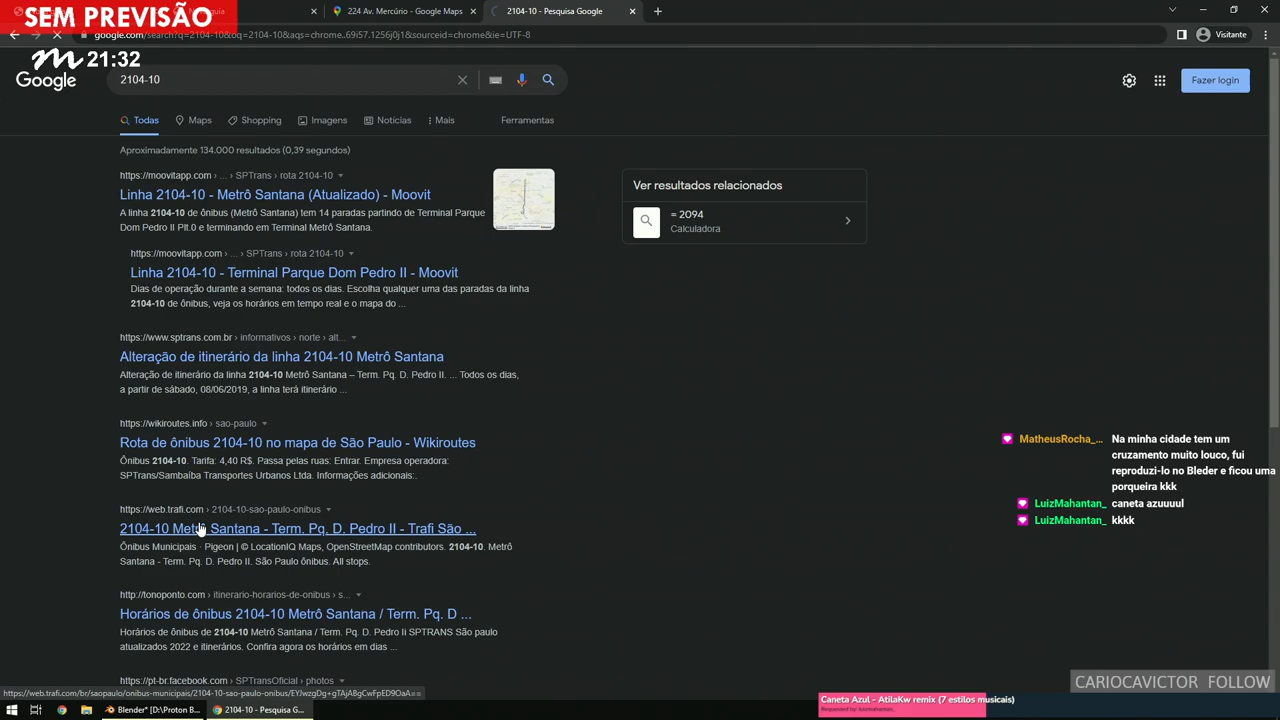 SEM PREVISÃO
224 Av. Mercúrio - Google Maps
2104-10 - Pesquisa Google
google.com/search?q=2104-10&oq=2104-10&aqs=chrome..69i57.1256j0j1&sourceid=chrome&ie=UTF-8
Visitante
21:32
Google
2104-10
Fazer login
Todas
Maps
Shopping
Imagens
Notícias
Mais
Ferramentas
Aproximadamente 134.000 resultados (0,39 segundos)
https://moovitapp.com › ... › SPTrans › rota 2104-10
Linha 2104-10 - Metrô Santana (Atualizado) - Moovit
A linha 2104-10 de ônibus (Metrô Santana) tem 14 paradas partindo de Terminal Parque
Dom Pedro II Plt.0 e terminando em Terminal Metrô Santana.
https://moovitapp.com › ... › SPTrans › rota 2104-10
Linha 2104-10 - Terminal Parque Dom Pedro II - Moovit
Dias de operação durante a semana: todos os dias. Escolha qualquer uma das paradas da linha
2104-10 de ônibus, veja os horários em tempo real e o mapa do ...
https://www.sptrans.com.br › informativos › norte › alt...
Alteração de itinerário da linha 2104-10 Metrô Santana
Alteração de itinerário da linha 2104-10 Metrô Santana – Term. Pq. D. Pedro II. ... Todos os dias,
a partir de sábado, 08/06/2019, a linha terá itinerário ...
https://wikiroutes.info › sao-paulo
Rota de ônibus 2104-10 no mapa de São Paulo - Wikiroutes
Ônibus 2104-10. Tarifa: 4,40 R$. Passa pelas ruas: Entrar. Empresa operadora:
SPTrans/Sambaíba Transportes Urbanos Ltda. Informações adicionais:.
https://web.trafi.com › 2104-10-sao-paulo-onibus
2104-10 Metrô Santana - Term. Pq. D. Pedro II - Trafi São ...
Ônibus Municipais · Pigeon | © LocationIQ Maps, OpenStreetMap contributors. 2104-10. Metrô
Santana - Term. Pq. D. Pedro II. São Paulo ônibus. All stops.
http://tonoponto.com › itinerario-horarios-de-onibus › s...
Horários de ônibus 2104-10 Metrô Santana / Term. Pq. D ...
Horários de ônibus de 2104-10 Metrô Santana / Term. Pq. D. Pedro Ii SPTRANS São paulo
atualizados 2022 e itinerários. Confira agora os horários em dias ...
https://pt-br.facebook.com › SPTransOficial › photos
Ver resultados relacionados
= 2094
Calculadora
MatheusRocha_... Na minha cidade tem um
cruzamento muito louco, fui
reproduzi-lo no Bleder e ficou uma
porqueira kkk
LuizMahantan_ caneta azuuuul
LuizMahantan_ kkkk
CARIOCAVICTOR FOLLOW
Caneta Azul - AtilaKw remix (7 estilos musicais)
Blender* [D:\Proton B...
2104-10 - Pesquisa G...